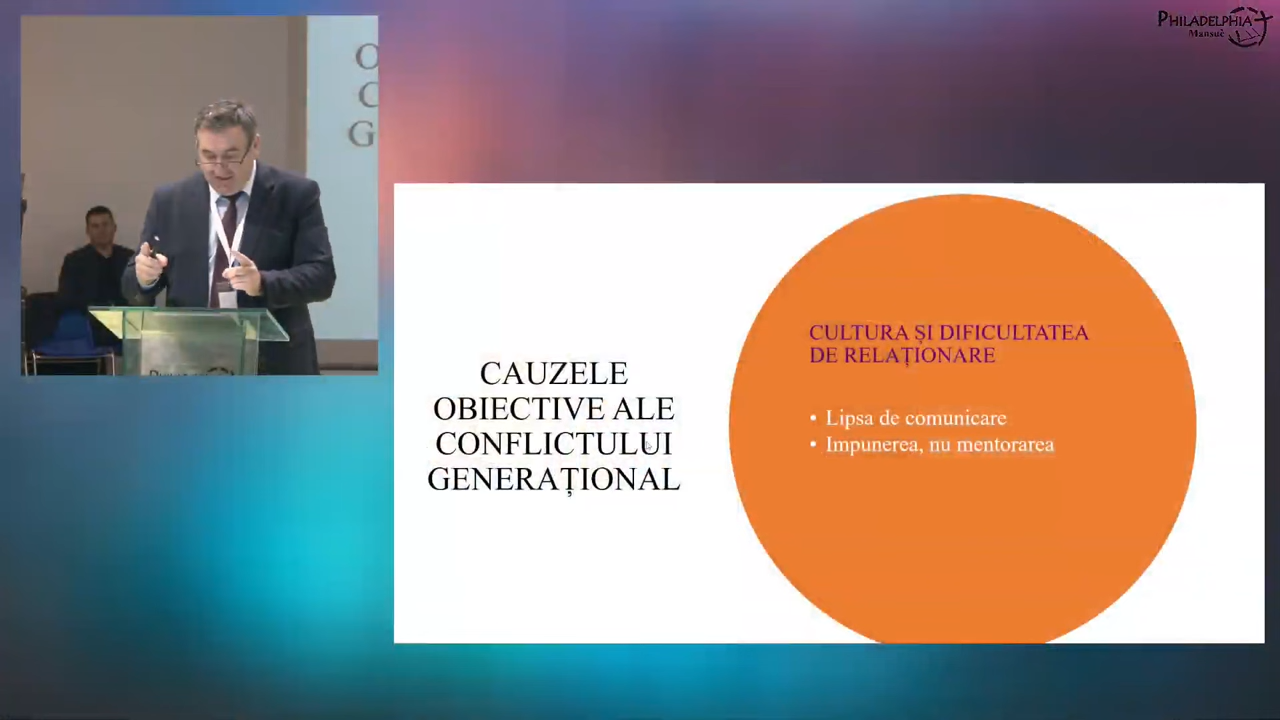 PHILADELPHIA
Mansuè
O
C
G
CAUZELE
OBIECTIVE ALE
CONFLICTULUI
GENERAȚIONAL
CULTURA ȘI DIFICULTATEA
DE RELAȚIONARE
• Lipsa de comunicare
• Impunerea, nu mentorarea